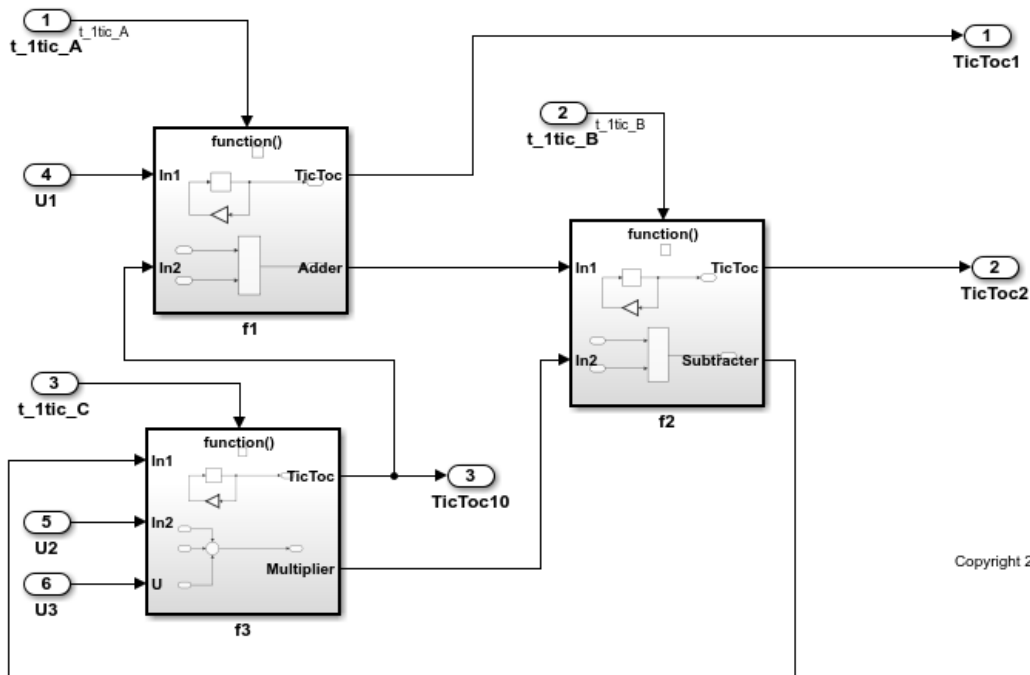 1
t_1tic_A
t_1tic_A
1
TicToc1
2
t_1tic_B
t_1tic_B
function()
4
U1
In1
TicToc
In2
Adder
f1
function()
In1
TicToc
In2
Subtracter
f2
2
TicToc2
3
t_1tic_C
function()
In1
TicToc
3
TicToc10
5
U2
In2
6
U3
U
Multiplier
f3
Copyright 2